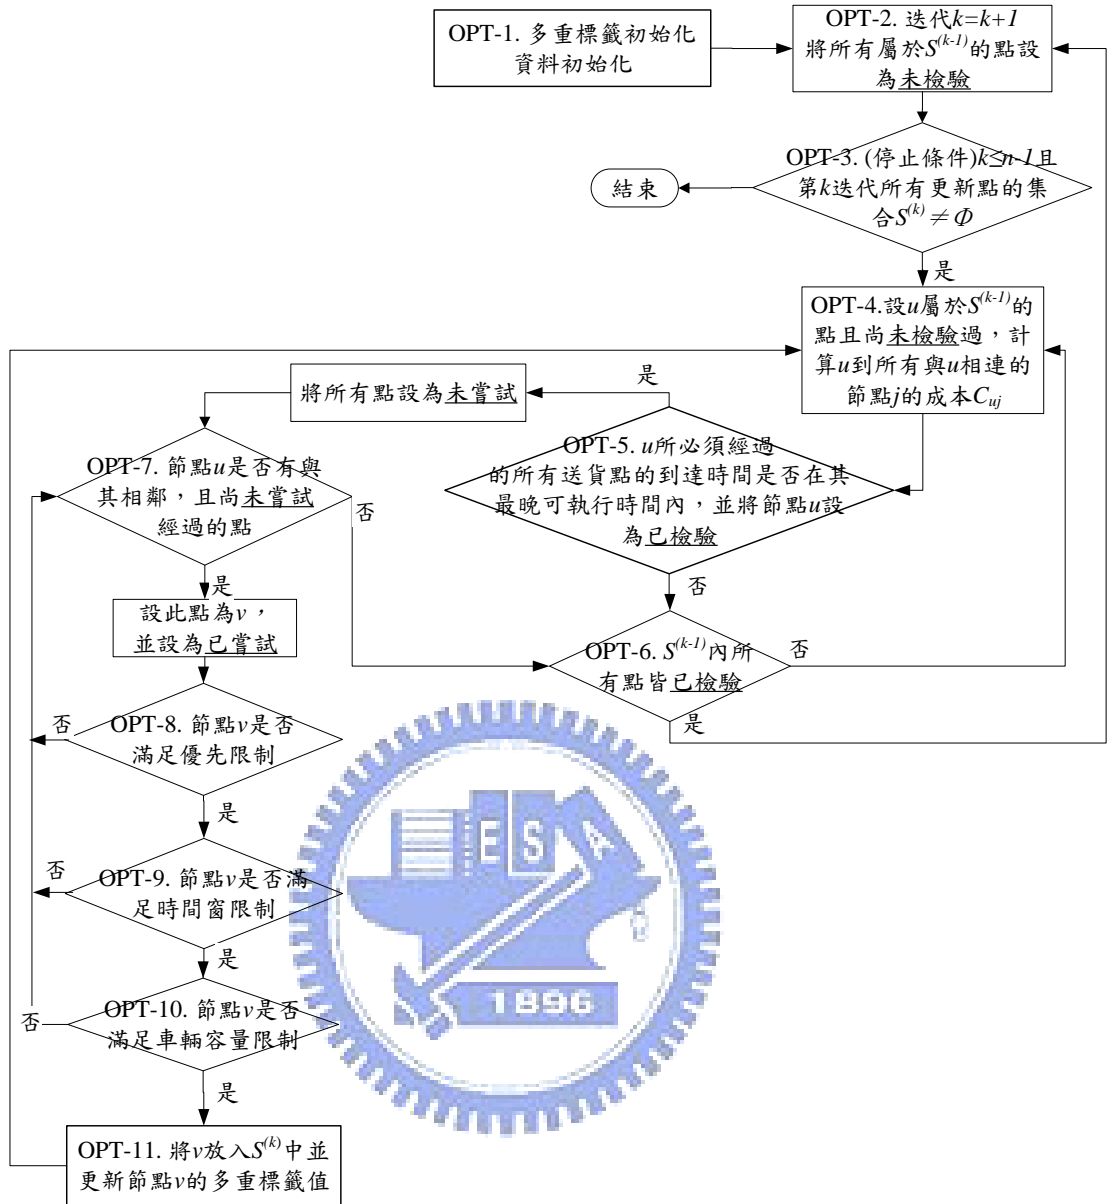 OPT-1. 多重標籤初始化
資料初始化
OPT-2. 迭代k=k+1
將所有屬於S(k-1)的點設
為未檢驗
OPT-3. (停止條件)k≤n-1且
第k迭代所有更新點的集
合S(k)≠Φ
結束
是
OPT-4.設u屬於S(k-1)的
點且尚未檢驗過，計
算u到所有與u相連的
節點j的成本Cuj
是
將所有點設為未嘗試
OPT-5. u所必須經過
的所有送貨點的到達時間是否在其
最晚可執行時間內，並將節點u設
為已檢驗
否
OPT-6. S(k-1)內所
有點皆已檢驗
否
是
OPT-7. 節點u是否有與
其相鄰，且尚未嘗試
經過的點
否
是
設此點為v，
並設為已嘗試
OPT-8. 節點v是否
滿足優先限制
否
是
OPT-9. 節點v是否滿
足時間窗限制
否
是
OPT-10. 節點v是否
滿足車輛容量限制
否
是
OPT-11. 將v放入S(k)中並
更新節點v的多重標籤值
E S A
1896